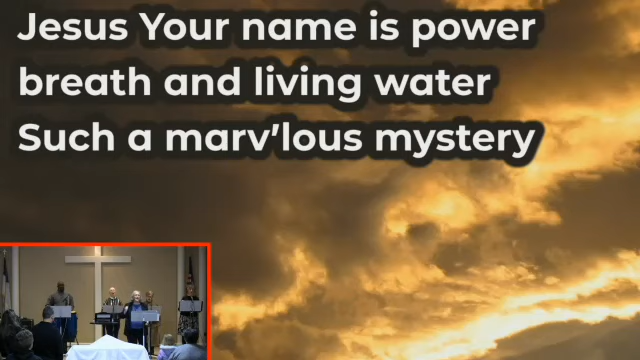 Jesus Your name is power
breath and living water
Such a marv'lous mystery